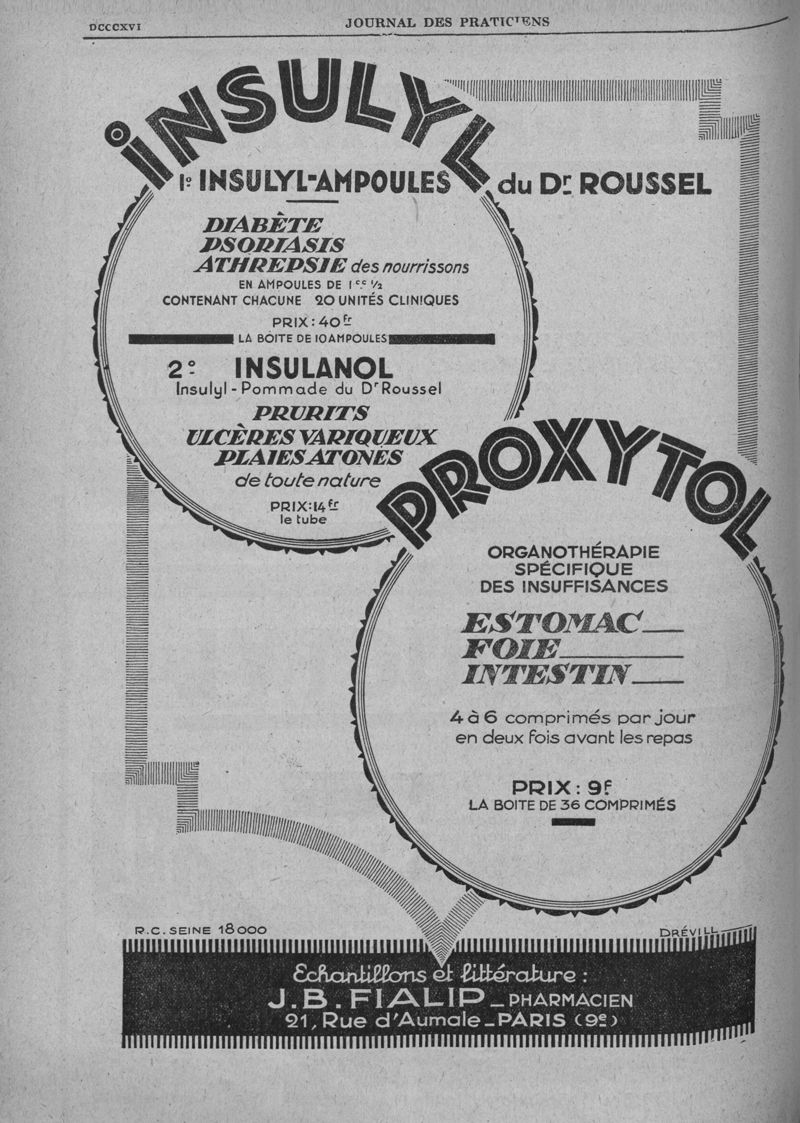 DCCCXVI
JOURNAL DES PRATICIENS
INSULYL
1º INSULYL-AMPOULES du Dr ROUSSEL
DIABÈTE
PSORIASIS
ATHREPSIE des nourrissons
EN AMPOULES DE 1cc 1/2
CONTENANT CHACUNE 20 UNITÉS CLINIQUES
PRIX : 40fr
LA BOITE DE 10 AMPOULES
2º INSULANOL
Insulyl - Pommade du Dr Roussel
PRURITS
ULCÈRES VARIQUEUX
PLAIES ATONES
de toute nature
PRIX : 14fr
le tube
PROXYTOL
ORGANOTHÉRAPIE
SPÉCIFIQUE
DES INSUFFISANCES
ESTOMAC
FOIE
INTESTIN
4 à 6 comprimés par jour
en deux fois avant les repas
PRIX : 9f
LA BOITE DE 36 COMPRIMÉS
R.C. SEINE 18000
DRÉVILL
Echantillons et littérature :
J.B. FIALIP _ PHARMACIEN
21, Rue d'Aumale _ PARIS (9e)